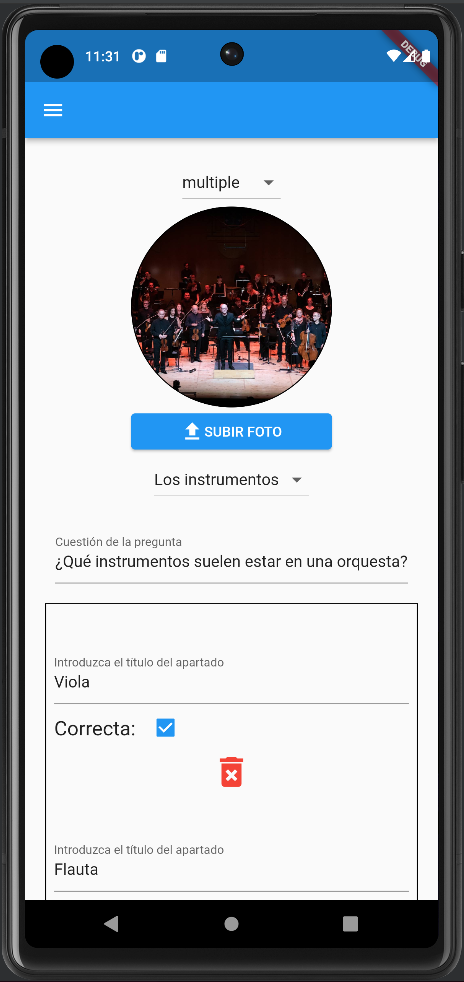 11:31
DEBUG
multiple
SUBIR FOTO
Los instrumentos
Cuestión de la pregunta
¿Qué instrumentos suelen estar en una orquesta?
Introduzca el título del apartado
Viola
Correcta:
Introduzca el título del apartado
Flauta